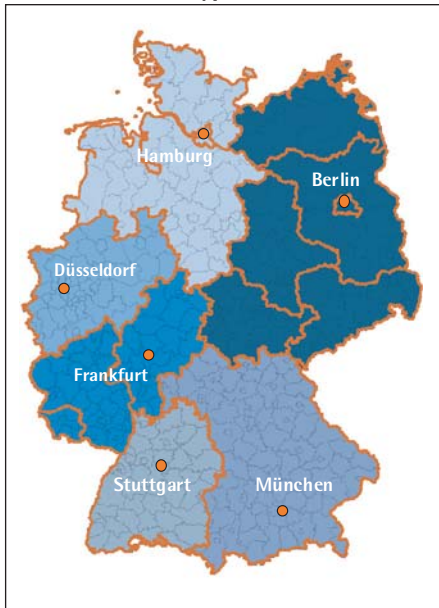 Hamburg
Berlin
Düsseldorf
Frankfurt
Stuttgart
München